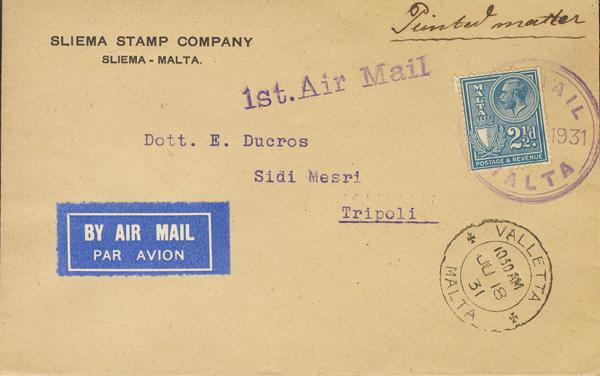 Printed matter
SLIEMA STAMP COMPANY
SLIEMA - MALTA.
1st. Air Mail
MALTA
2½d.
POSTAGE & REVENUE
AIL
1931
MALTA
Dott. E. Ducros
Sidi Mesri
Tripoli
BY AIR MAIL
PAR AVION
VALLETTA
10 30 AM
JU 18
31
MALTA